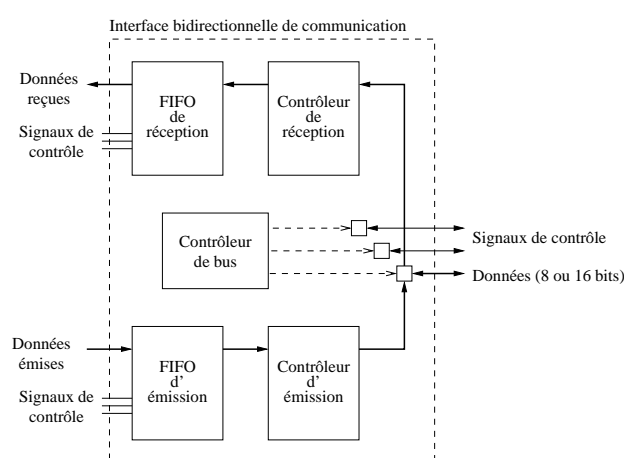 Interface bidirectionnelle de communication
Données
reçues
Signaux de
contrôle
FIFO
de
réception
Contrôleur
de
réception
Contrôleur
de bus
Signaux de contrôle
Données (8 ou 16 bits)
Données
émises
Signaux de
contrôle
FIFO
d'
émission
Contrôleur
d'
émission